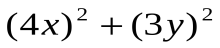 (4x)² + (3y)²